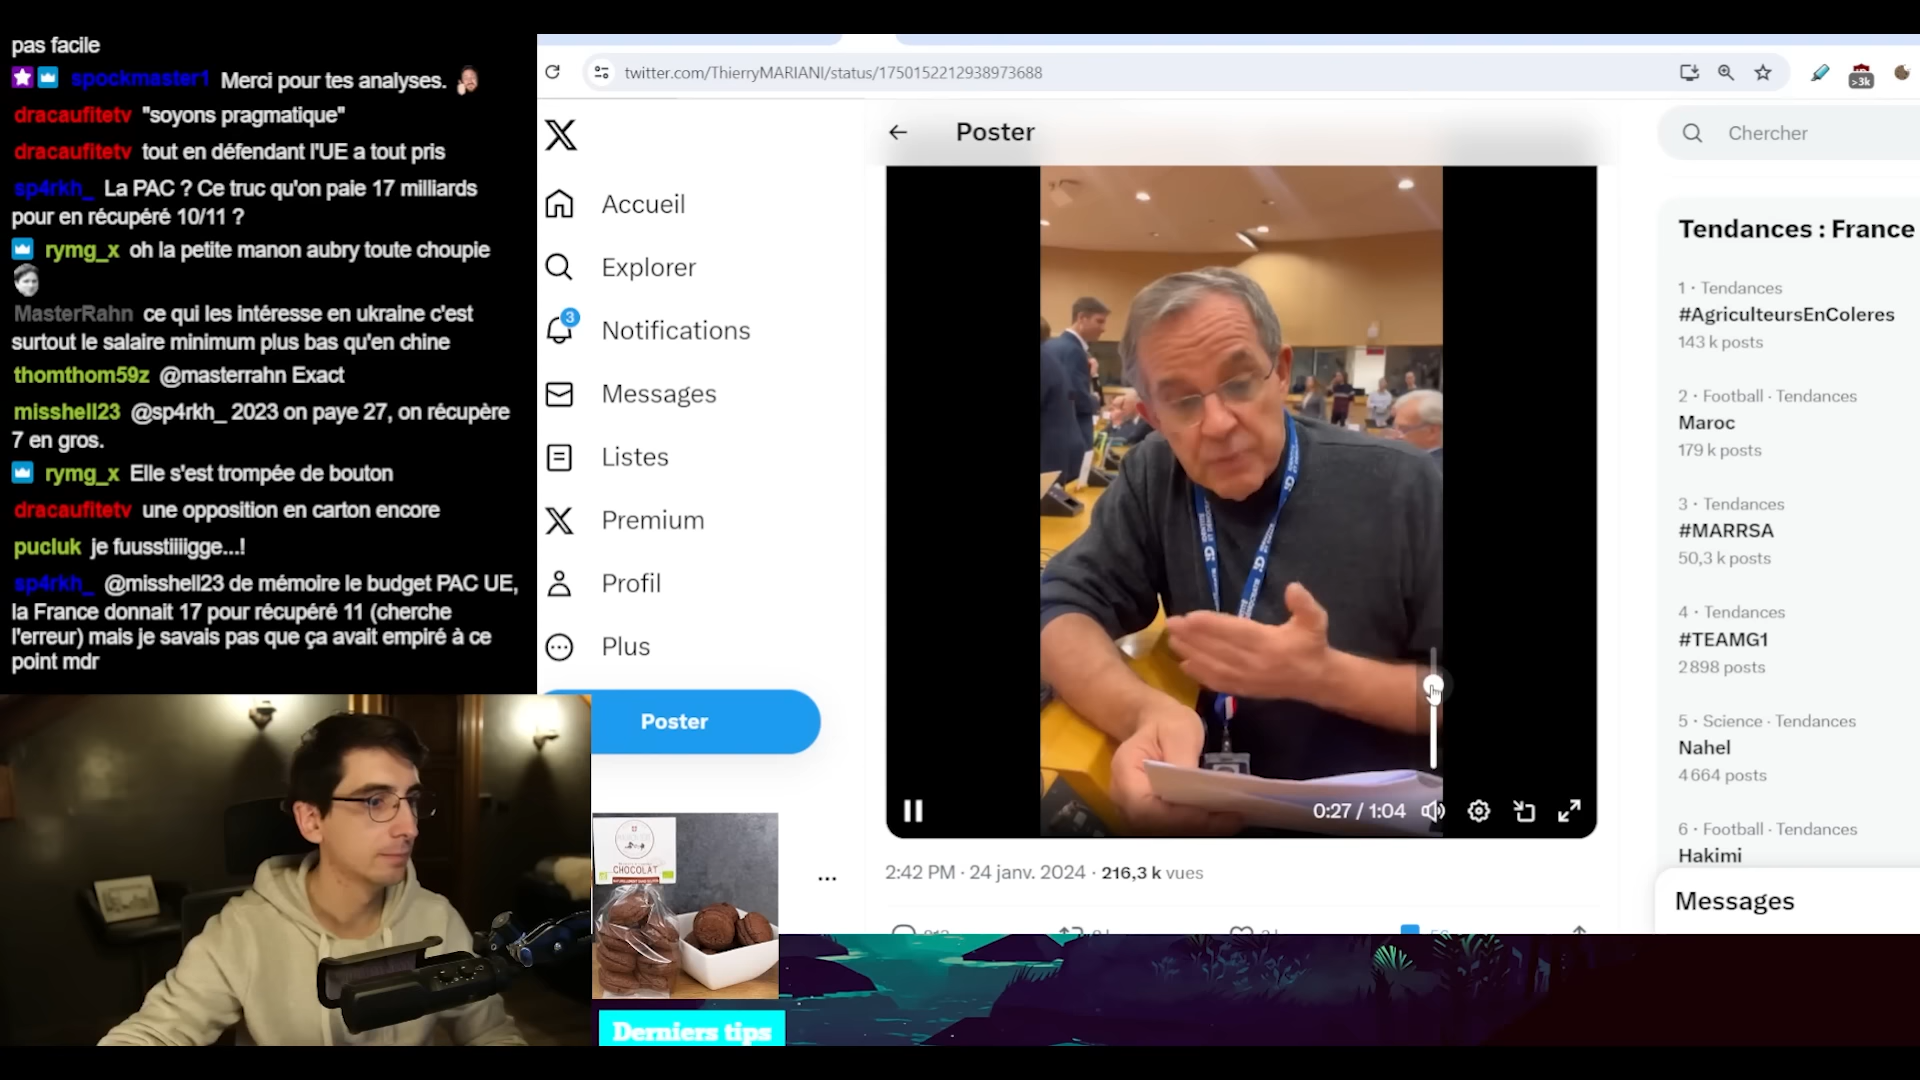 pas facile
spockmaster1 Merci pour tes analyses.
dracaufitetv "soyons pragmatique"
dracaufitetv tout en défendant l'UE a tout pris
sp4rkh_ La PAC ? Ce truc qu'on paie 17 milliards
pour en récupéré 10/11 ?
rymg_x oh la petite manon aubry toute choupie
MasterRahn ce qui les intéresse en ukraine c'est
surtout le salaire minimum plus bas qu'en chine
thomthom59z @masterrahn Exact
misshell23 @sp4rkh_ 2023 on paye 27, on récupère
7 en gros.
rymg_x Elle s'est trompée de bouton
dracaufitetv une opposition en carton encore
pucluk je fuusstiiiigge...!
sp4rkh_ @misshell23 de mémoire le budget PAC UE,
la France donnait 17 pour récupéré 11 (cherche
l'erreur) mais je savais pas que ça avait empiré à ce
point mdr
twitter.com/ThierryMARIANI/status/1750152212938973688
>3k
Accueil
Explorer
3
Notifications
Messages
Listes
Premium
Profil
Plus
Poster
Poster
0:27 / 1:04
2:42 PM · 24 janv. 2024 · 216,3 k vues
Chercher
Tendances : France
1 · Tendances
#AgriculteursEnColeres
143 k posts
2 · Football · Tendances
Maroc
179 k posts
3 · Tendances
#MARRSA
50,3 k posts
4 · Tendances
#TEAMG1
2 898 posts
5 · Science · Tendances
Nahel
4 664 posts
6 · Football · Tendances
Hakimi
Messages
CHOCOLAT
Derniers tips